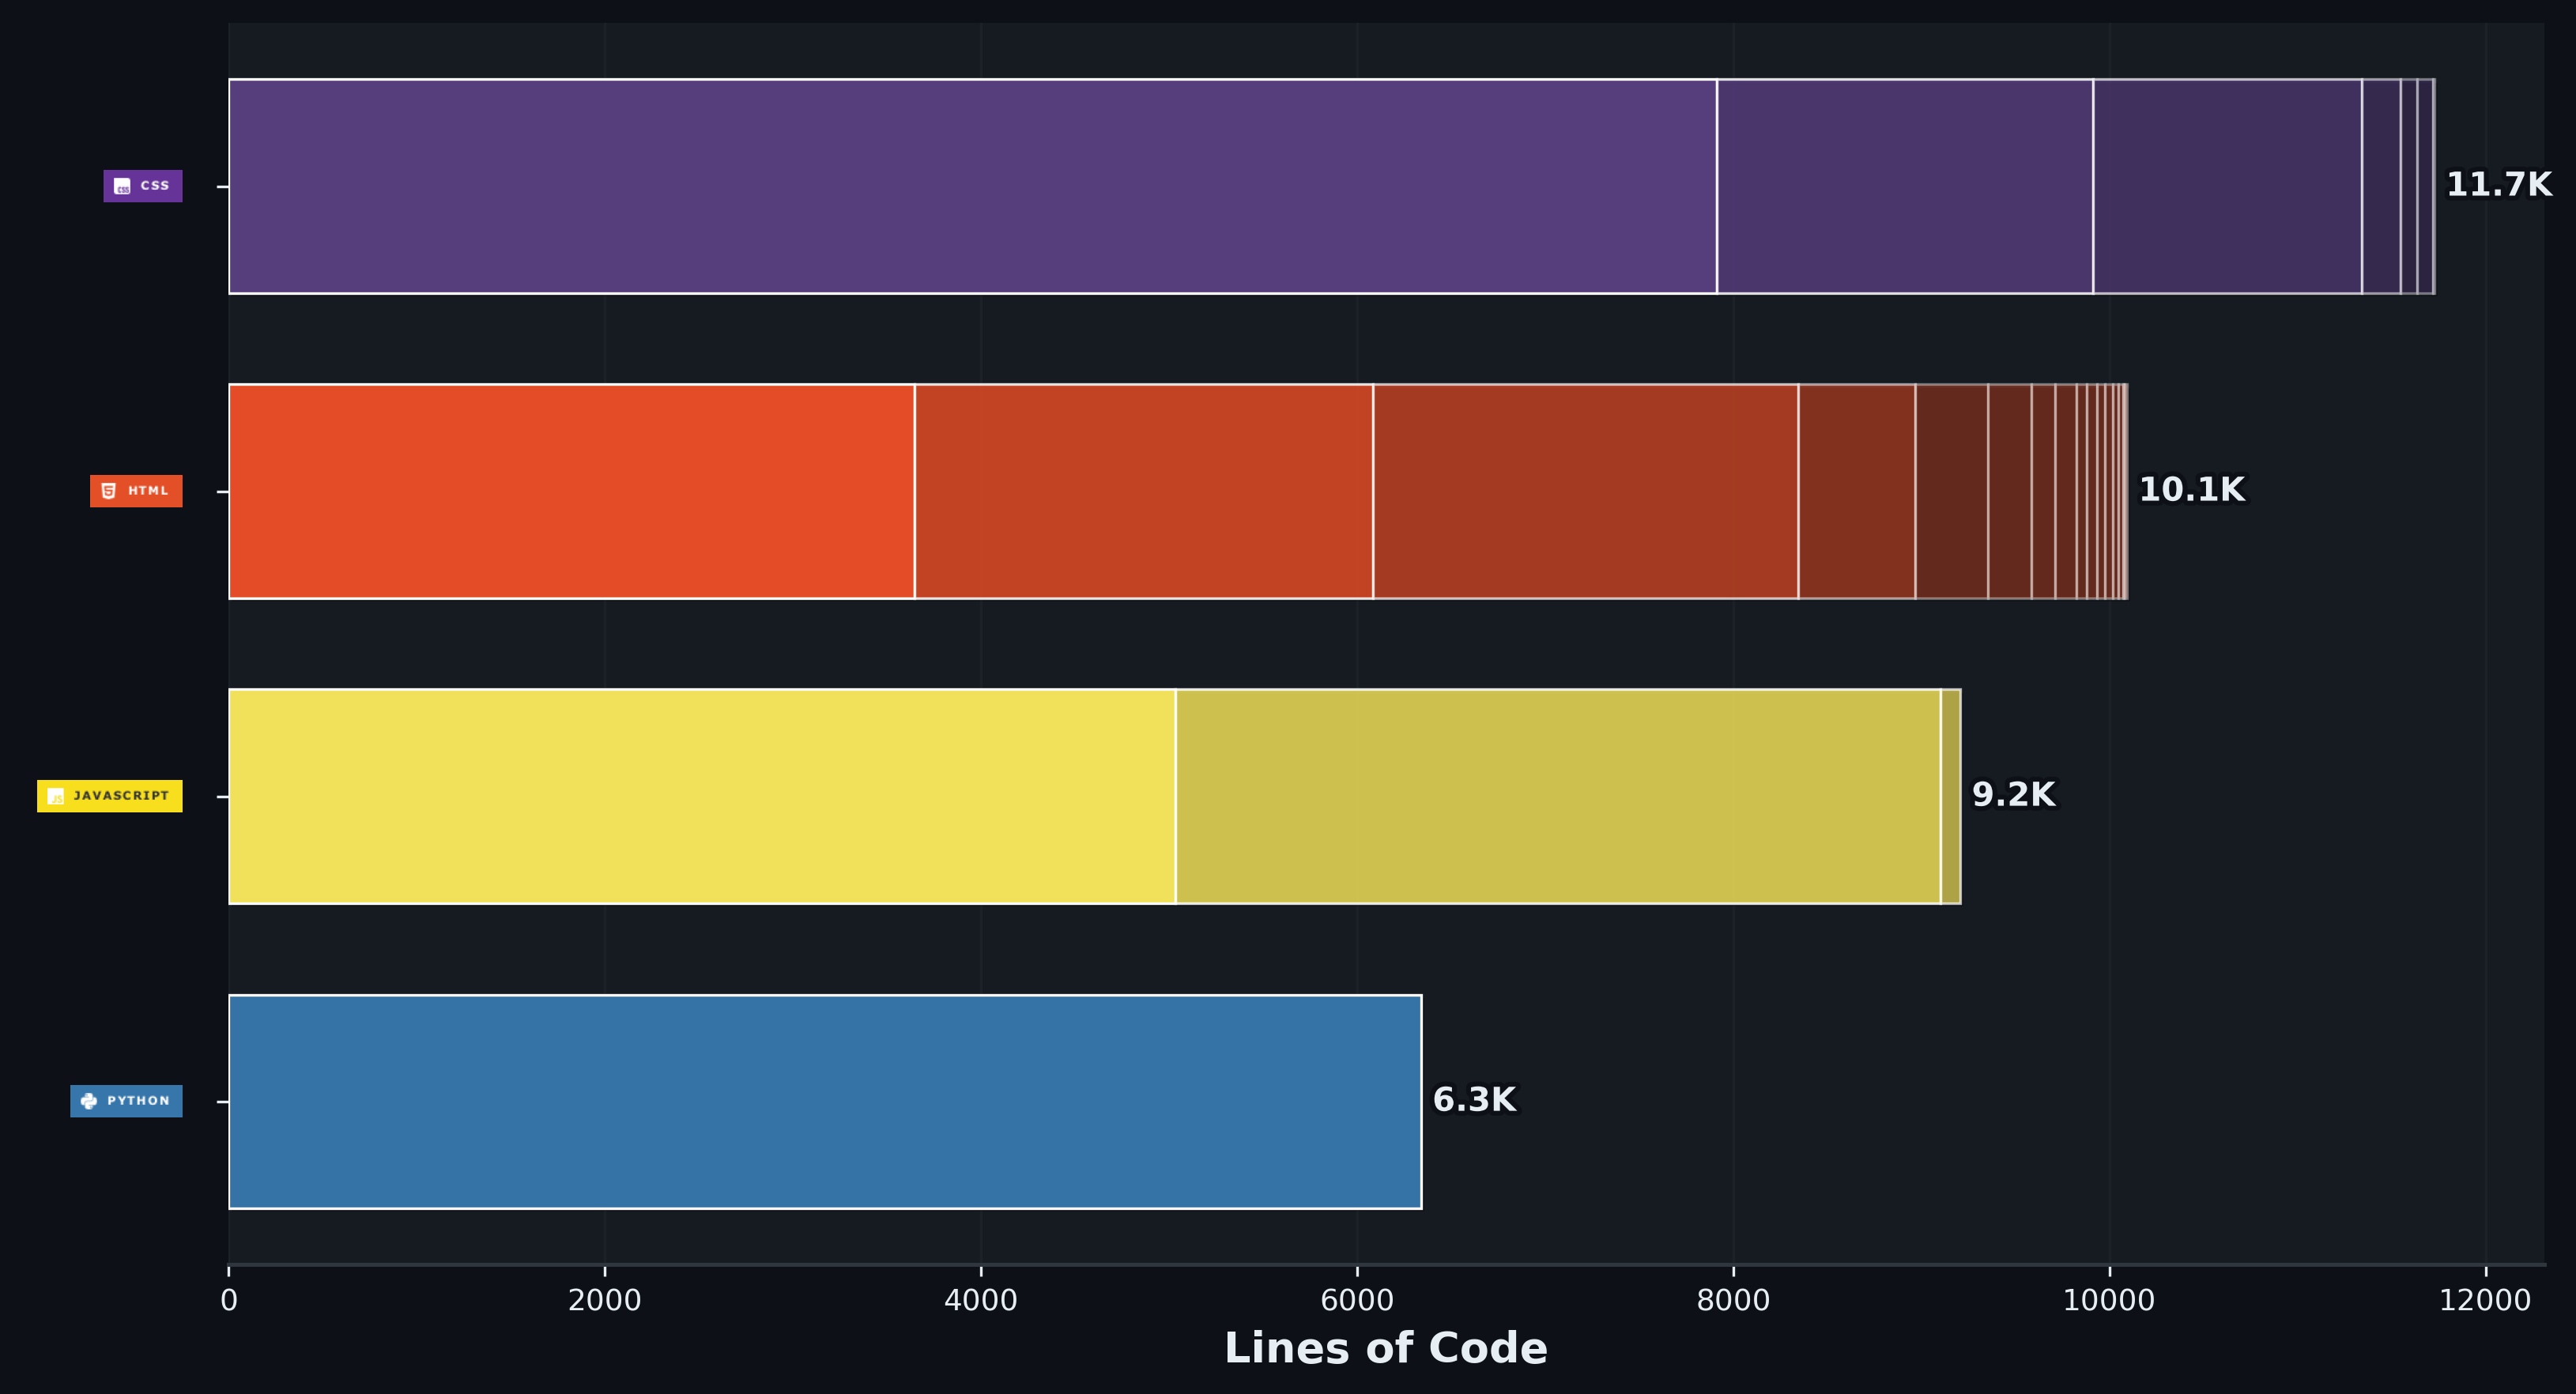 CSS
11.7K
HTML
10.1K
JS JAVASCRIPT
9.2K
PYTHON
6.3K
0 2000 4000 6000 8000 10000 12000
Lines of Code